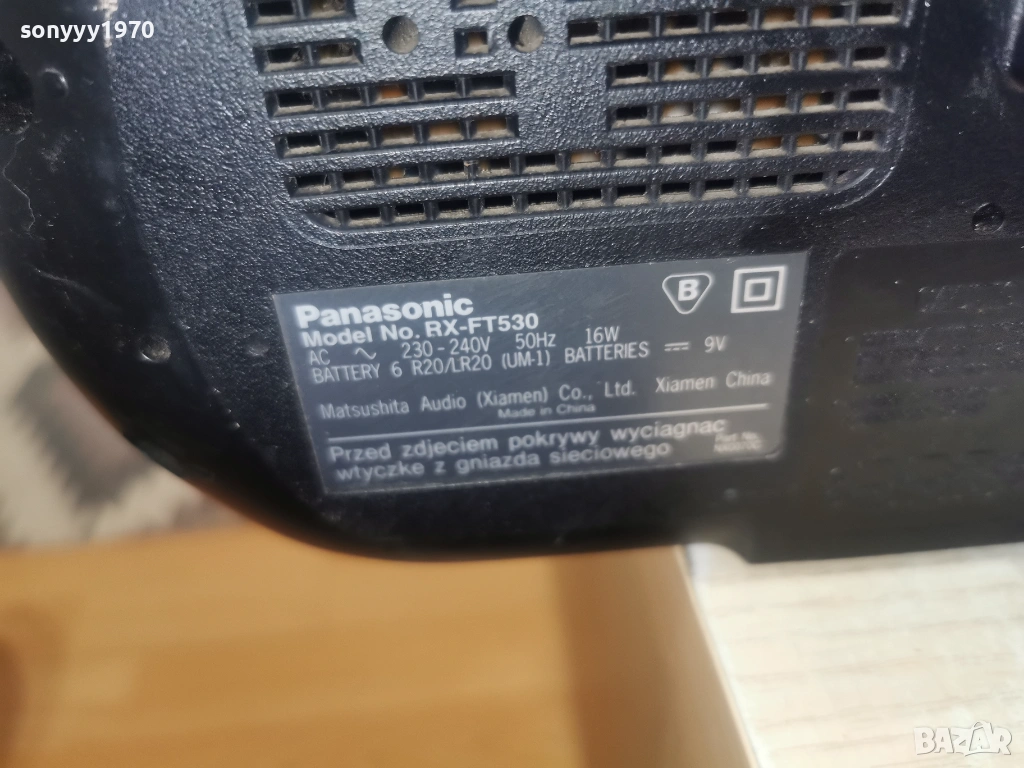 sonyyy1970
Panasonic
Model No. RX-FT530
AC ∿ 230-240V 50Hz 16W
BATTERY 6 R20/LR20 (UM-1) BATTERIES ⎓ 9V
B
Matsushita Audio (Xiamen) Co., Ltd. Xiamen China
Made in China
Przed zdjeciem pokrywy wyciagnac
wtyczke z gniazda sieciowego
BAZAR